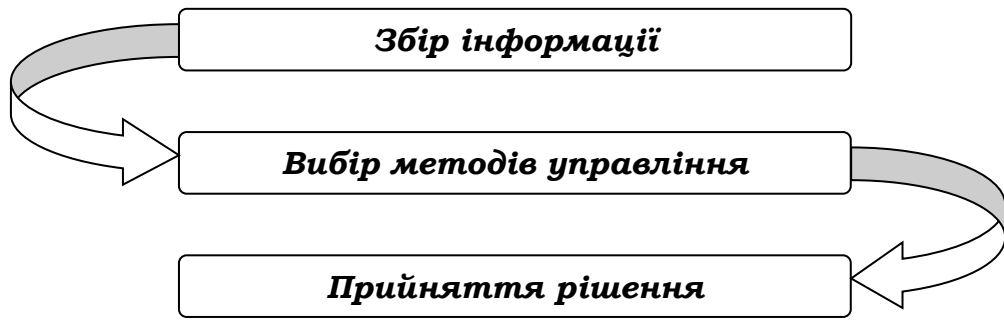 Збір інформації
Вибір методів управління
Прийняття рішення